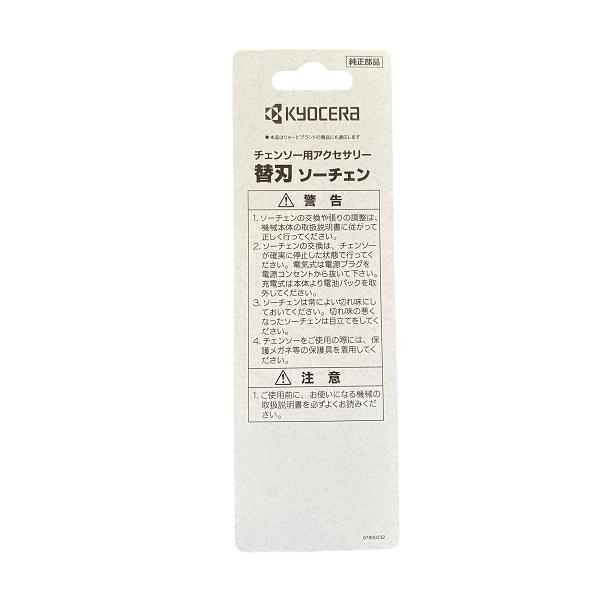 純正部品
KYOCERA
●本品はリョービブランドの商品にも適応します
チェンソー用アクセサリー
替刃 ソーチェン
警告
1. ソーチェンの交換や張りの調整は、
機械本体の取扱説明書に従がって
正しく行ってください。
2. ソーチェンの交換は、チェンソー
が確実に停止した状態で行ってく
ださい。電気式は電源プラグを
電源コンセントから抜いて下さい。
充電式は本体より電池パックを取
外してください。
3. ソーチェンは常によい切れ味にし
ておいてください。切れ味の悪く
なったソーチェンは目立てをしてく
ださい。
4. チェンソーをご使用の際には、保
護メガネ等の保護具を着用してく
ださい。
注意
1. ご使用前に、お使いになる機械の
取扱説明書を必ずよくお読みくだ
さい。
67900232